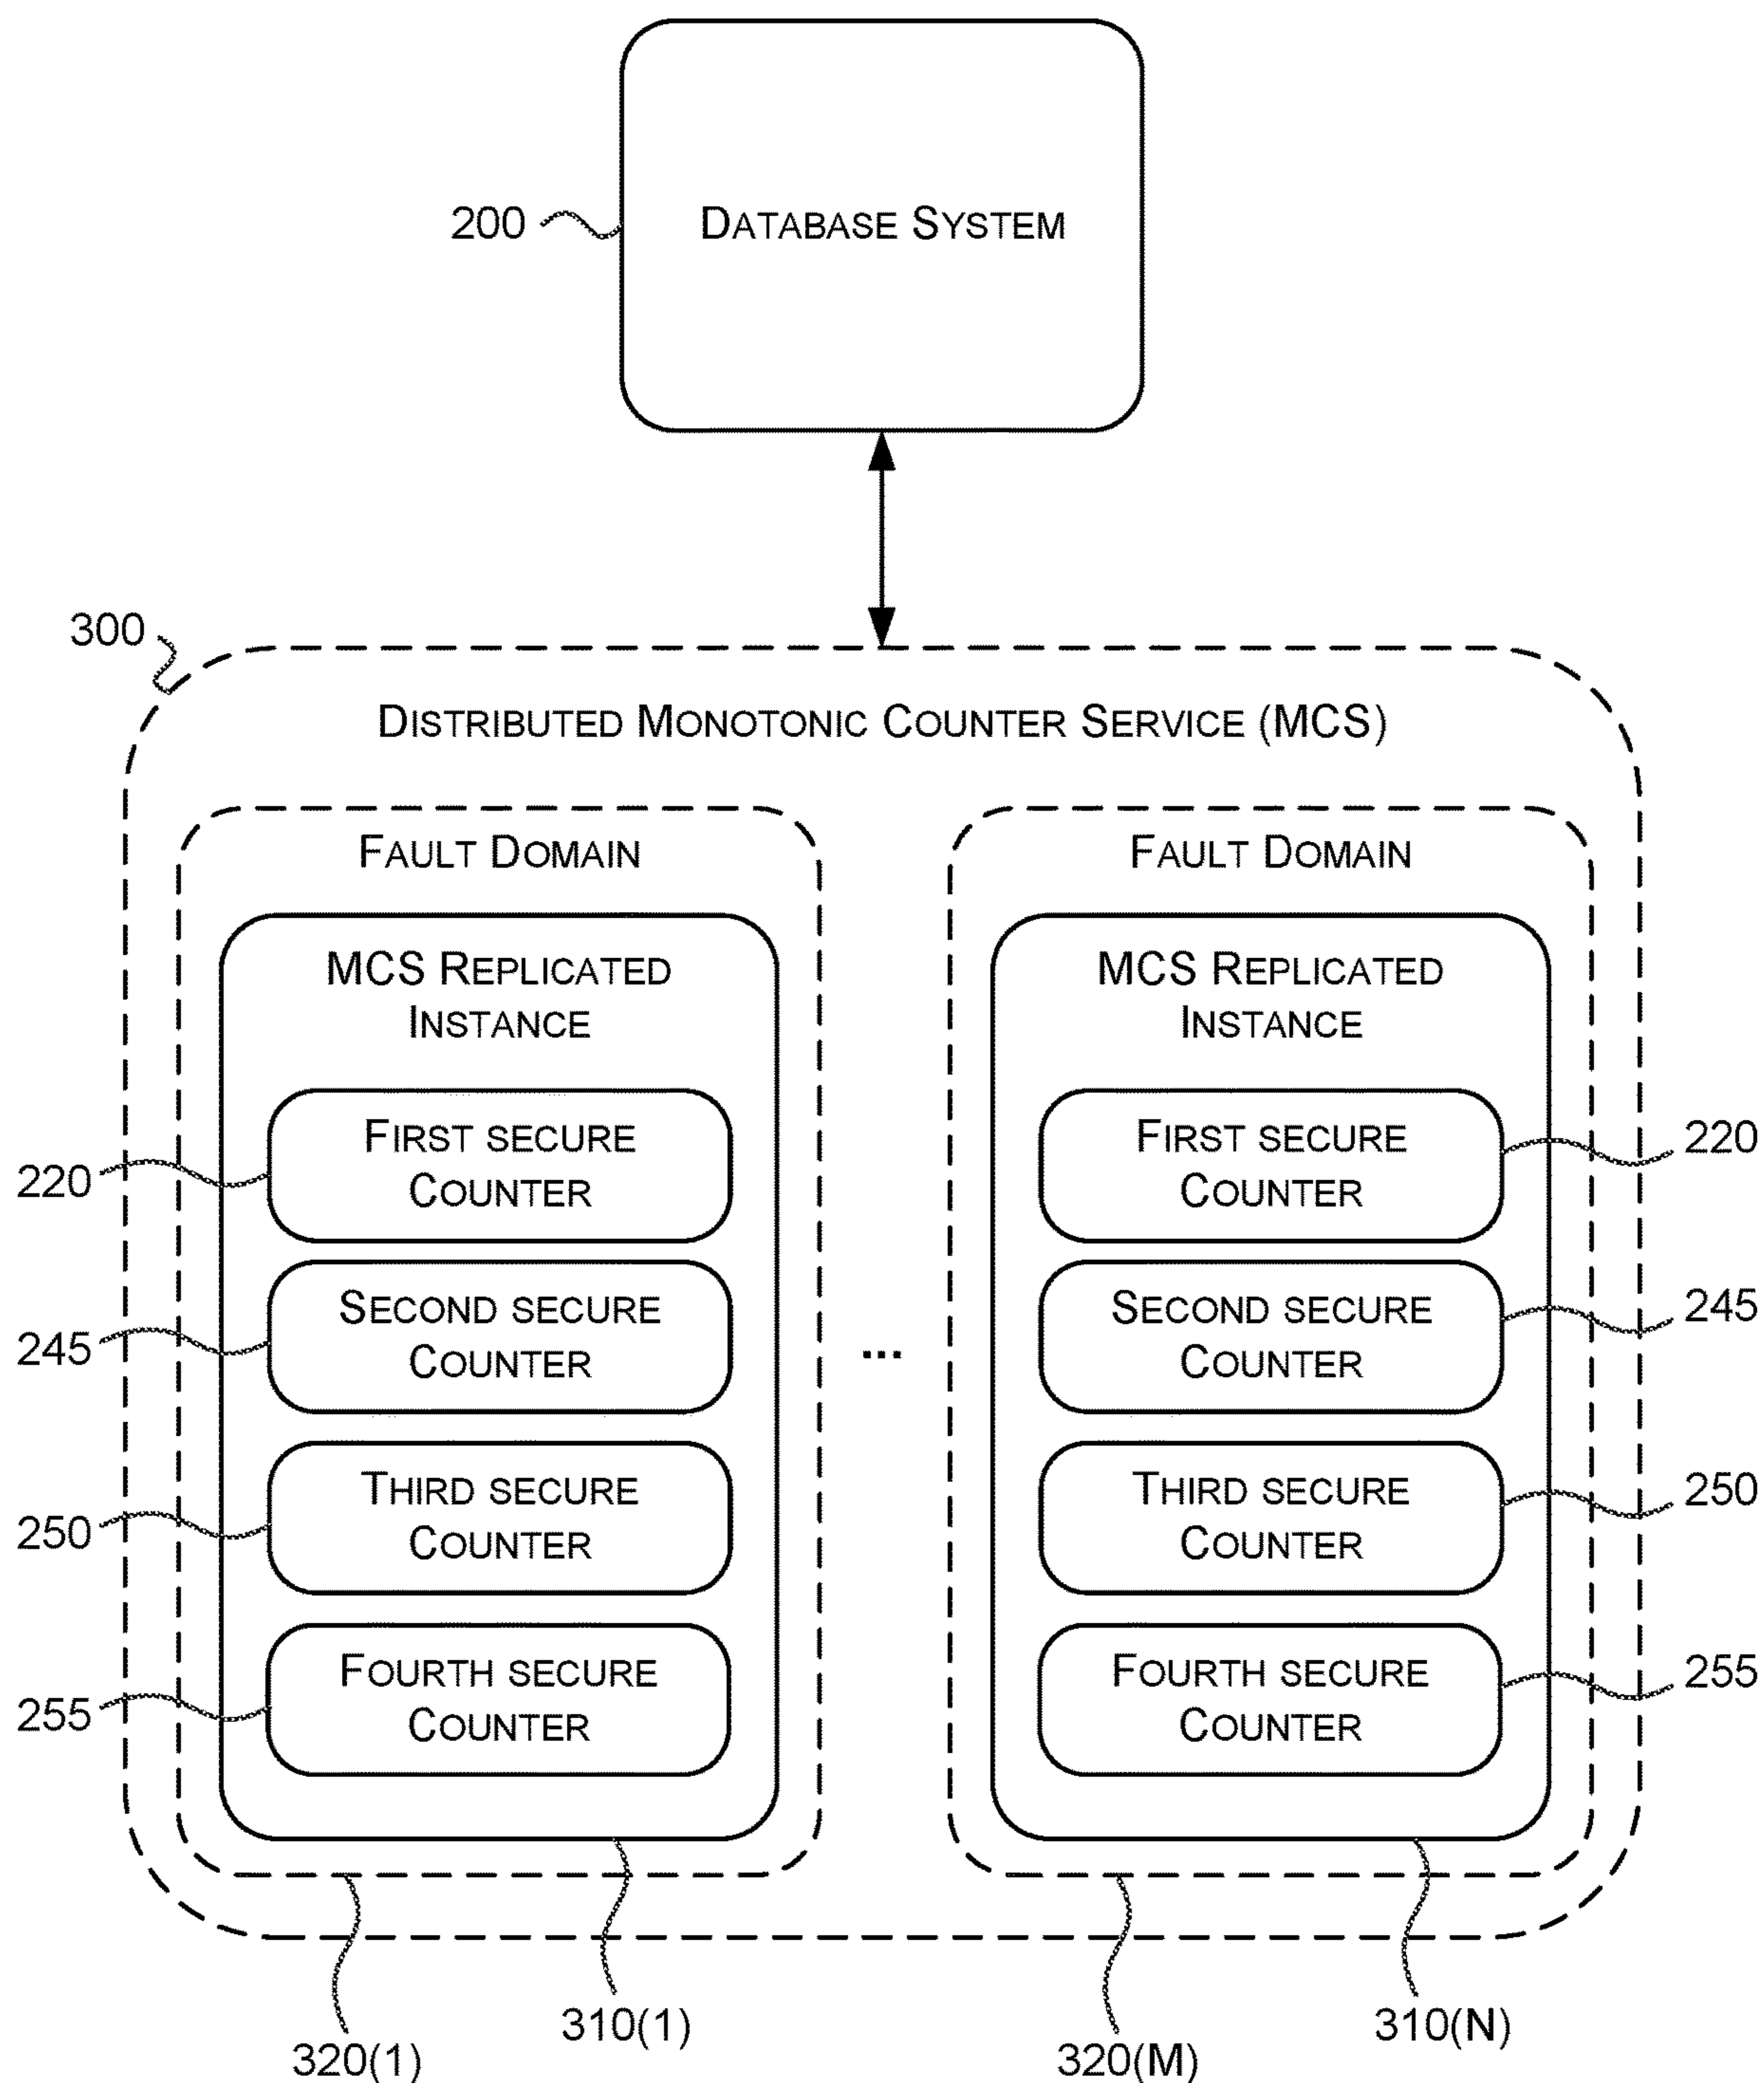 200
DATABASE SYSTEM
300
DISTRIBUTED MONOTONIC COUNTER SERVICE (MCS)
FAULT DOMAIN
MCS REPLICATED
INSTANCE
FIRST SECURE
COUNTER
220
SECOND SECURE
COUNTER
245
THIRD SECURE
COUNTER
250
FOURTH SECURE
COUNTER
255
...
FAULT DOMAIN
MCS REPLICATED
INSTANCE
FIRST SECURE
COUNTER
220
SECOND SECURE
COUNTER
245
THIRD SECURE
COUNTER
250
FOURTH SECURE
COUNTER
255
320(1)
310(1)
320(M)
310(N)